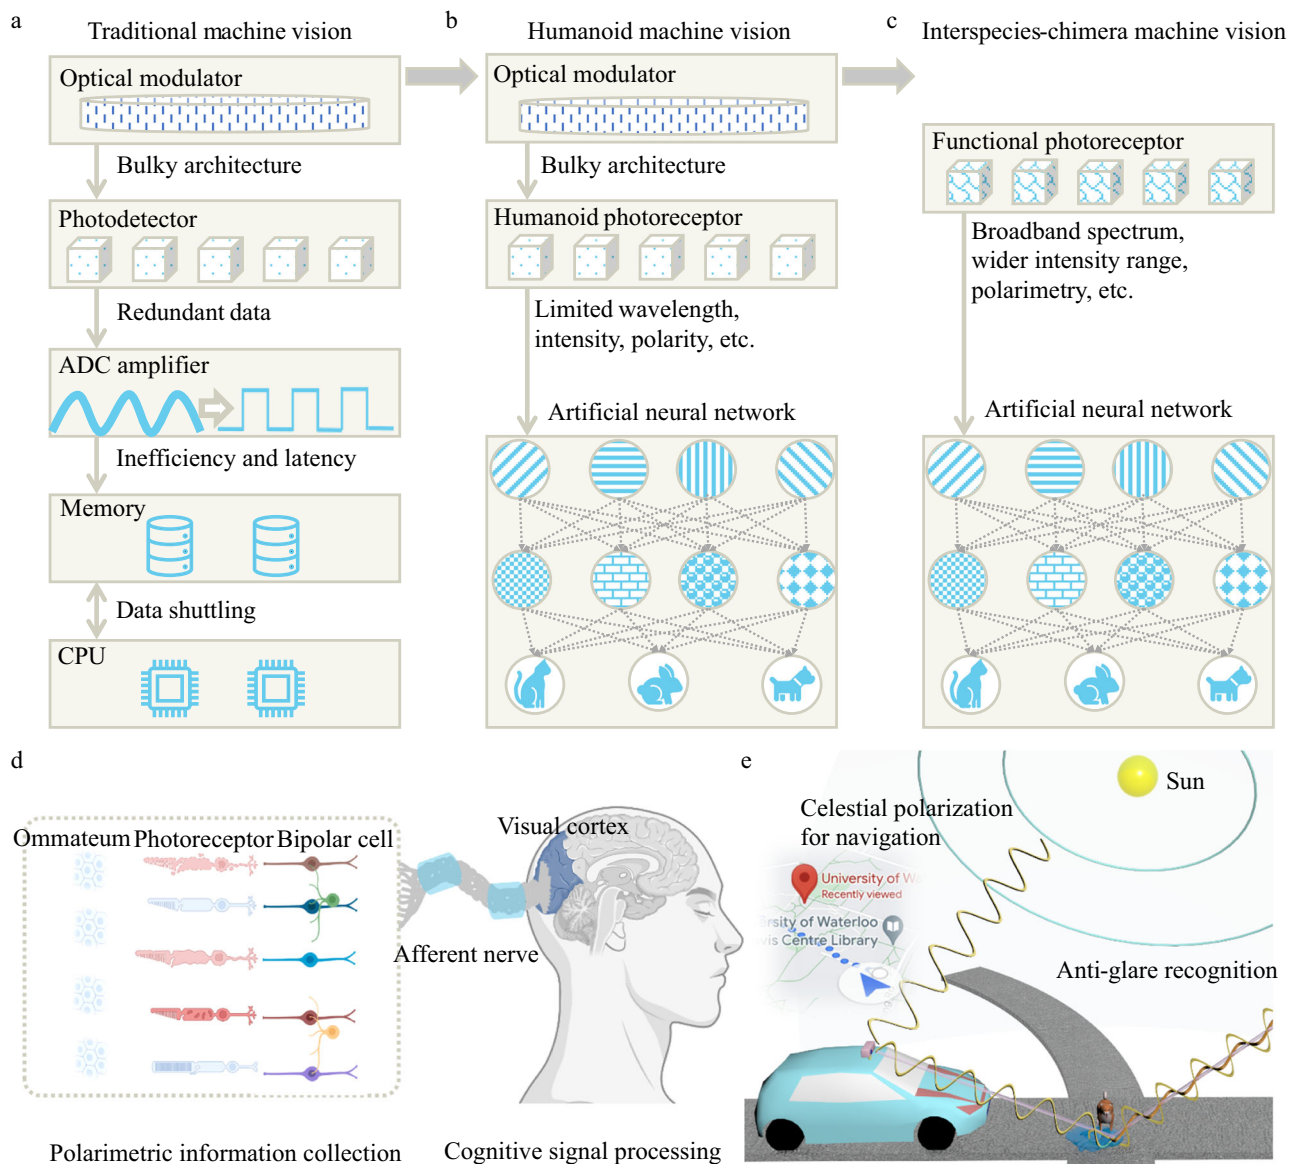 a
Traditional machine vision
Optical modulator
Bulky architecture
Photodetector
Redundant data
ADC amplifier
Inefficiency and latency
Memory
Data shuttling
CPU
b
Humanoid machine vision
Optical modulator
Bulky architecture
Humanoid photoreceptor
Limited wavelength,
intensity, polarity, etc.
Artificial neural network
c
Interspecies-chimera machine vision
Functional photoreceptor
Broadband spectrum,
wider intensity range,
polarimetry, etc.
Artificial neural network
d
Ommateum Photoreceptor Bipolar cell
Visual cortex
Afferent nerve
Polarimetric information collection
Cognitive signal processing
e
Sun
Celestial polarization
for navigation
University of Wa
Recently viewed
ersity of Waterloo
vis Centre Library
Anti-glare recognition